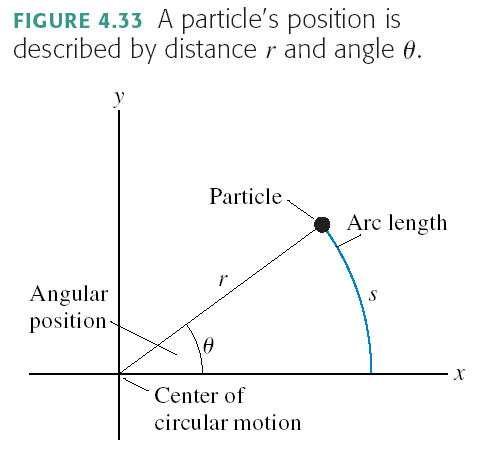 FIGURE 4.33 A particle's position is
described by distance r and angle θ.
y
Particle
Arc length
r
s
Angular
position
θ
x
Center of
circular motion